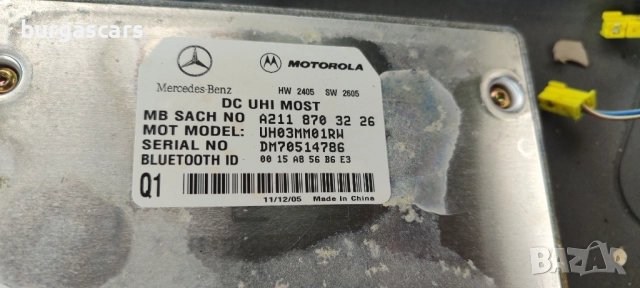 burgascars
Mercedes-Benz
MOTOROLA
HW 2405 SW 2605
DC UHI MOST
MB SACH NO A211 870 32 26
MOT MODEL: UH03MM01RW
SERIAL NO DM70514786
BLUETOOTH ID 00 15 A8 56 B6 E3
Q1
11/12/05 Made in China
BAZAR